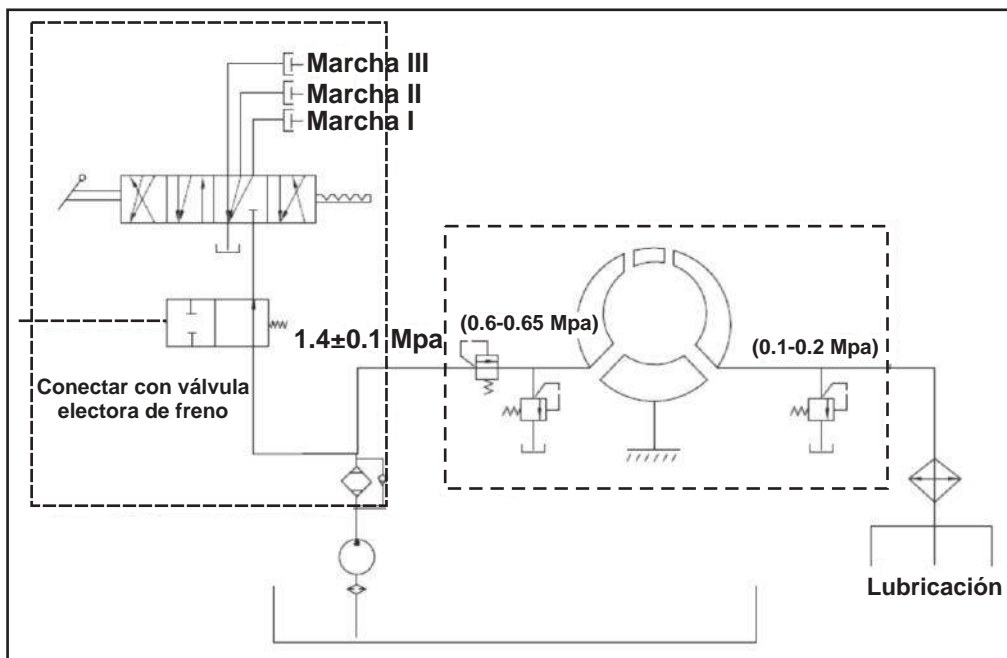 Marcha III
Marcha II
Marcha I
1.4±0.1 Mpa
(0.6-0.65 Mpa)
(0.1-0.2 Mpa)
Conectar con válvula
electora de freno
Lubricación